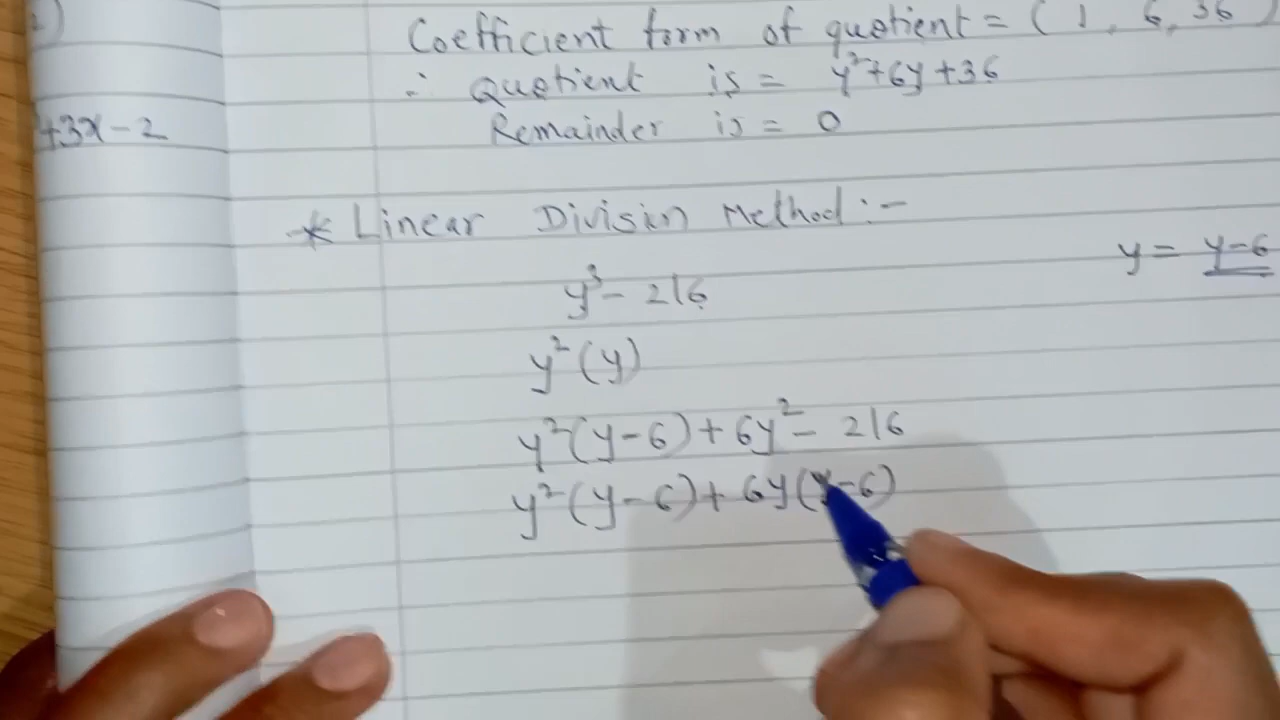 Coefficient form of quotient = ( 1, 6, 36 )
∴ Quotient is = y²+6y+36
+3x-2
Remainder is = 0
* Linear Divisin Method :-
y = y-6
y³ - 216
y² (y)
y² (y-6) + 6y² - 216
y² (y-6) + 6y (y-6)